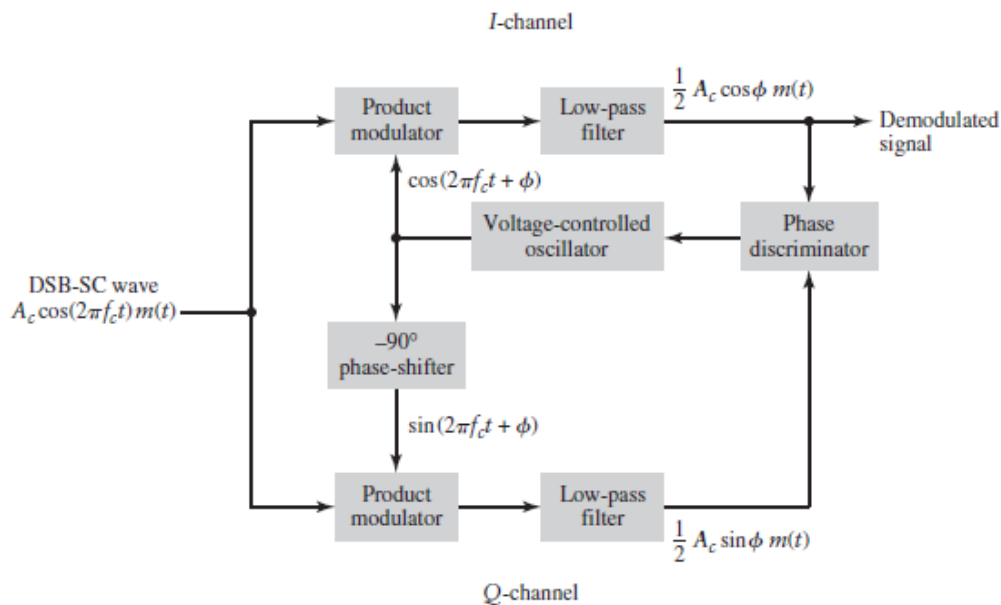 I-channel
Product
modulator
Low-pass
filter
1/2 A_c cosϕ m(t)
Demodulated
signal
cos(2πf_ct + ϕ)
Voltage-controlled
oscillator
Phase
discriminator
DSB-SC wave
A_c cos(2πf_ct) m(t)
–90°
phase-shifter
sin(2πf_ct + ϕ)
Product
modulator
Low-pass
filter
1/2 A_c sinϕ m(t)
Q-channel